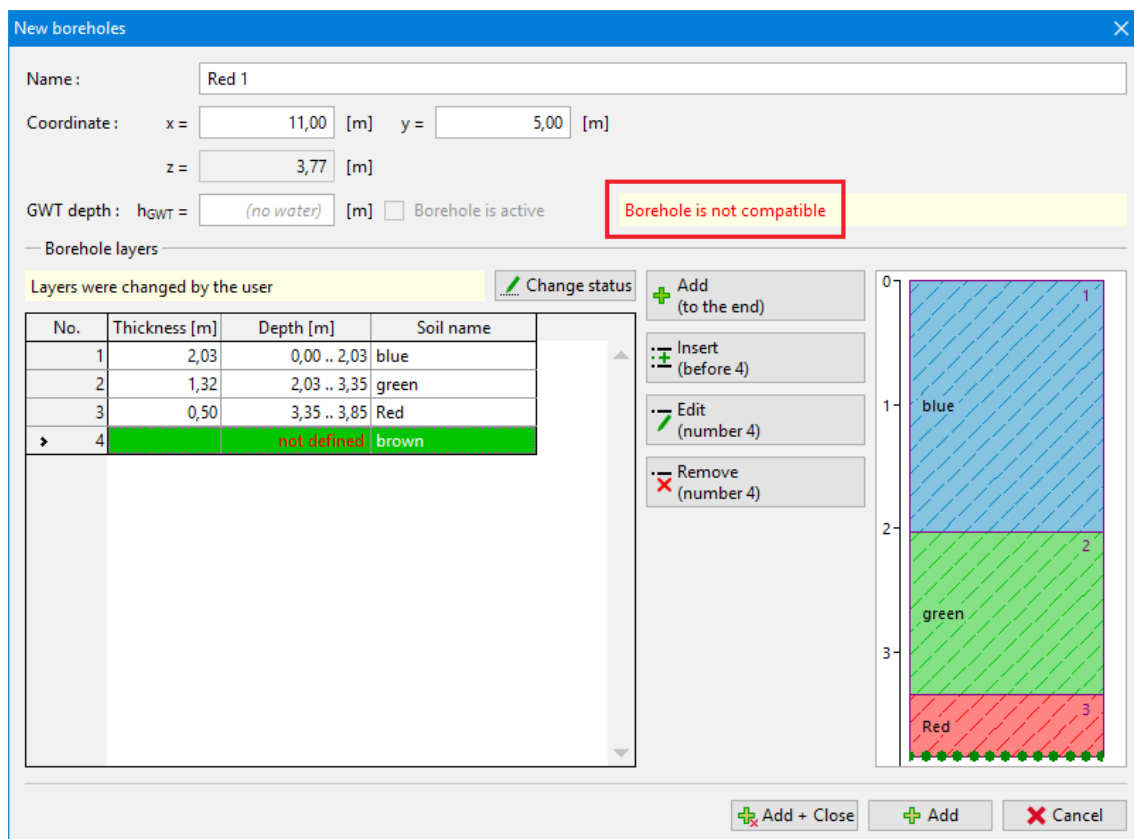 New boreholes
Name :
Red 1
Coordinate : x = 11,00 [m] y = 5,00 [m]
z = 3,77 [m]
GWT depth : hGWT = (no water) [m] Borehole is active Borehole is not compatible
Borehole layers
Layers were changed by the user
Change status
No. Thickness [m] Depth [m] Soil name
1 2,03 0,00 .. 2,03 blue
2 1,32 2,03 .. 3,35 green
3 0,50 3,35 .. 3,85 Red
4 not defined brown
Add
(to the end)
Insert
(before 4)
Edit
(number 4)
Remove
(number 4)
0
1
1
blue
2
2
green
3
3
Red
Add + Close Add Cancel